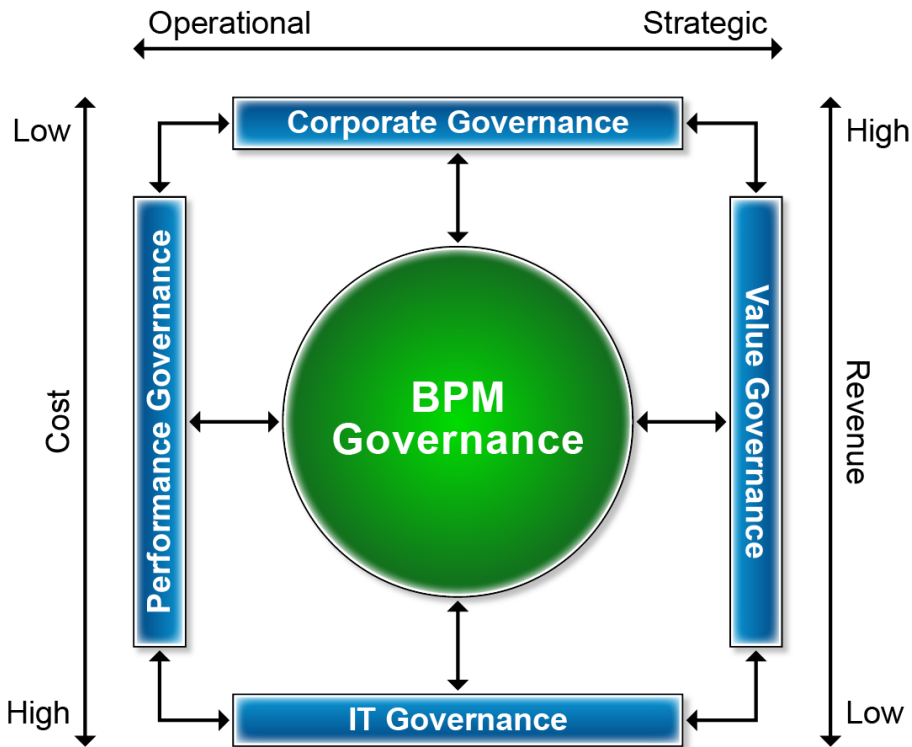 Operational
Strategic
Low
Corporate Governance
High
Performance Governance
Value Governance
Cost
BPM
Governance
Revenue
High
IT Governance
Low